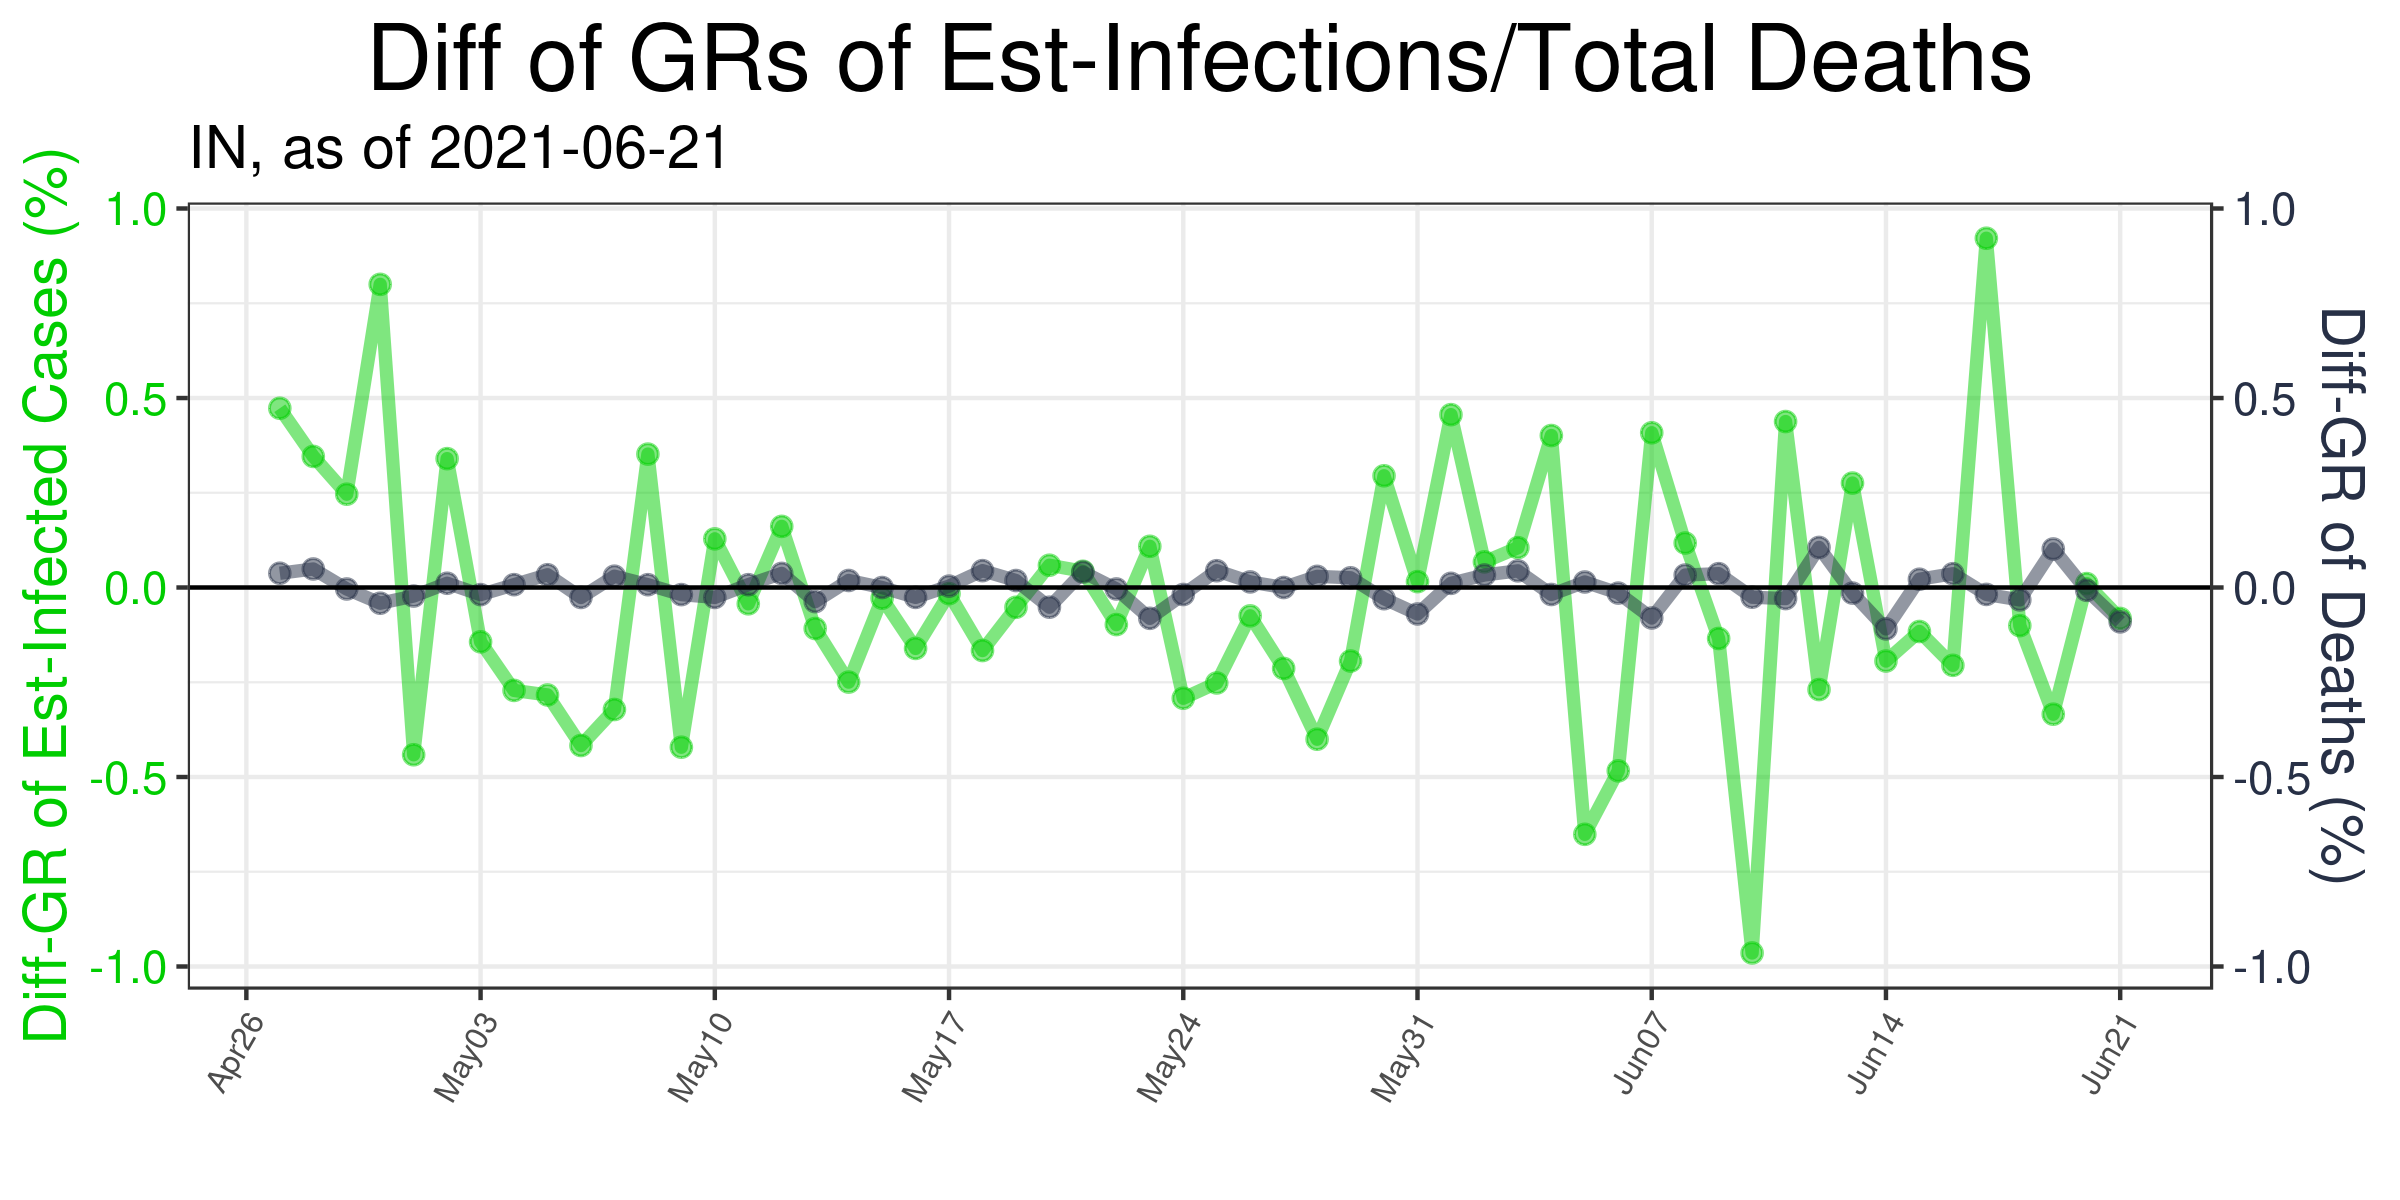 Diff of GRs of Est-Infections/Total Deaths
IN, as of 2021-06-21
Diff-GR of Est-Infected Cases (%)
1.0
0.5
0.0
-0.5
-1.0
1.0
0.5
0.0
-0.5
-1.0
Diff-GR of Deaths (%)
Apr26
May03
May10
May17
May24
May31
Jun07
Jun14
Jun21